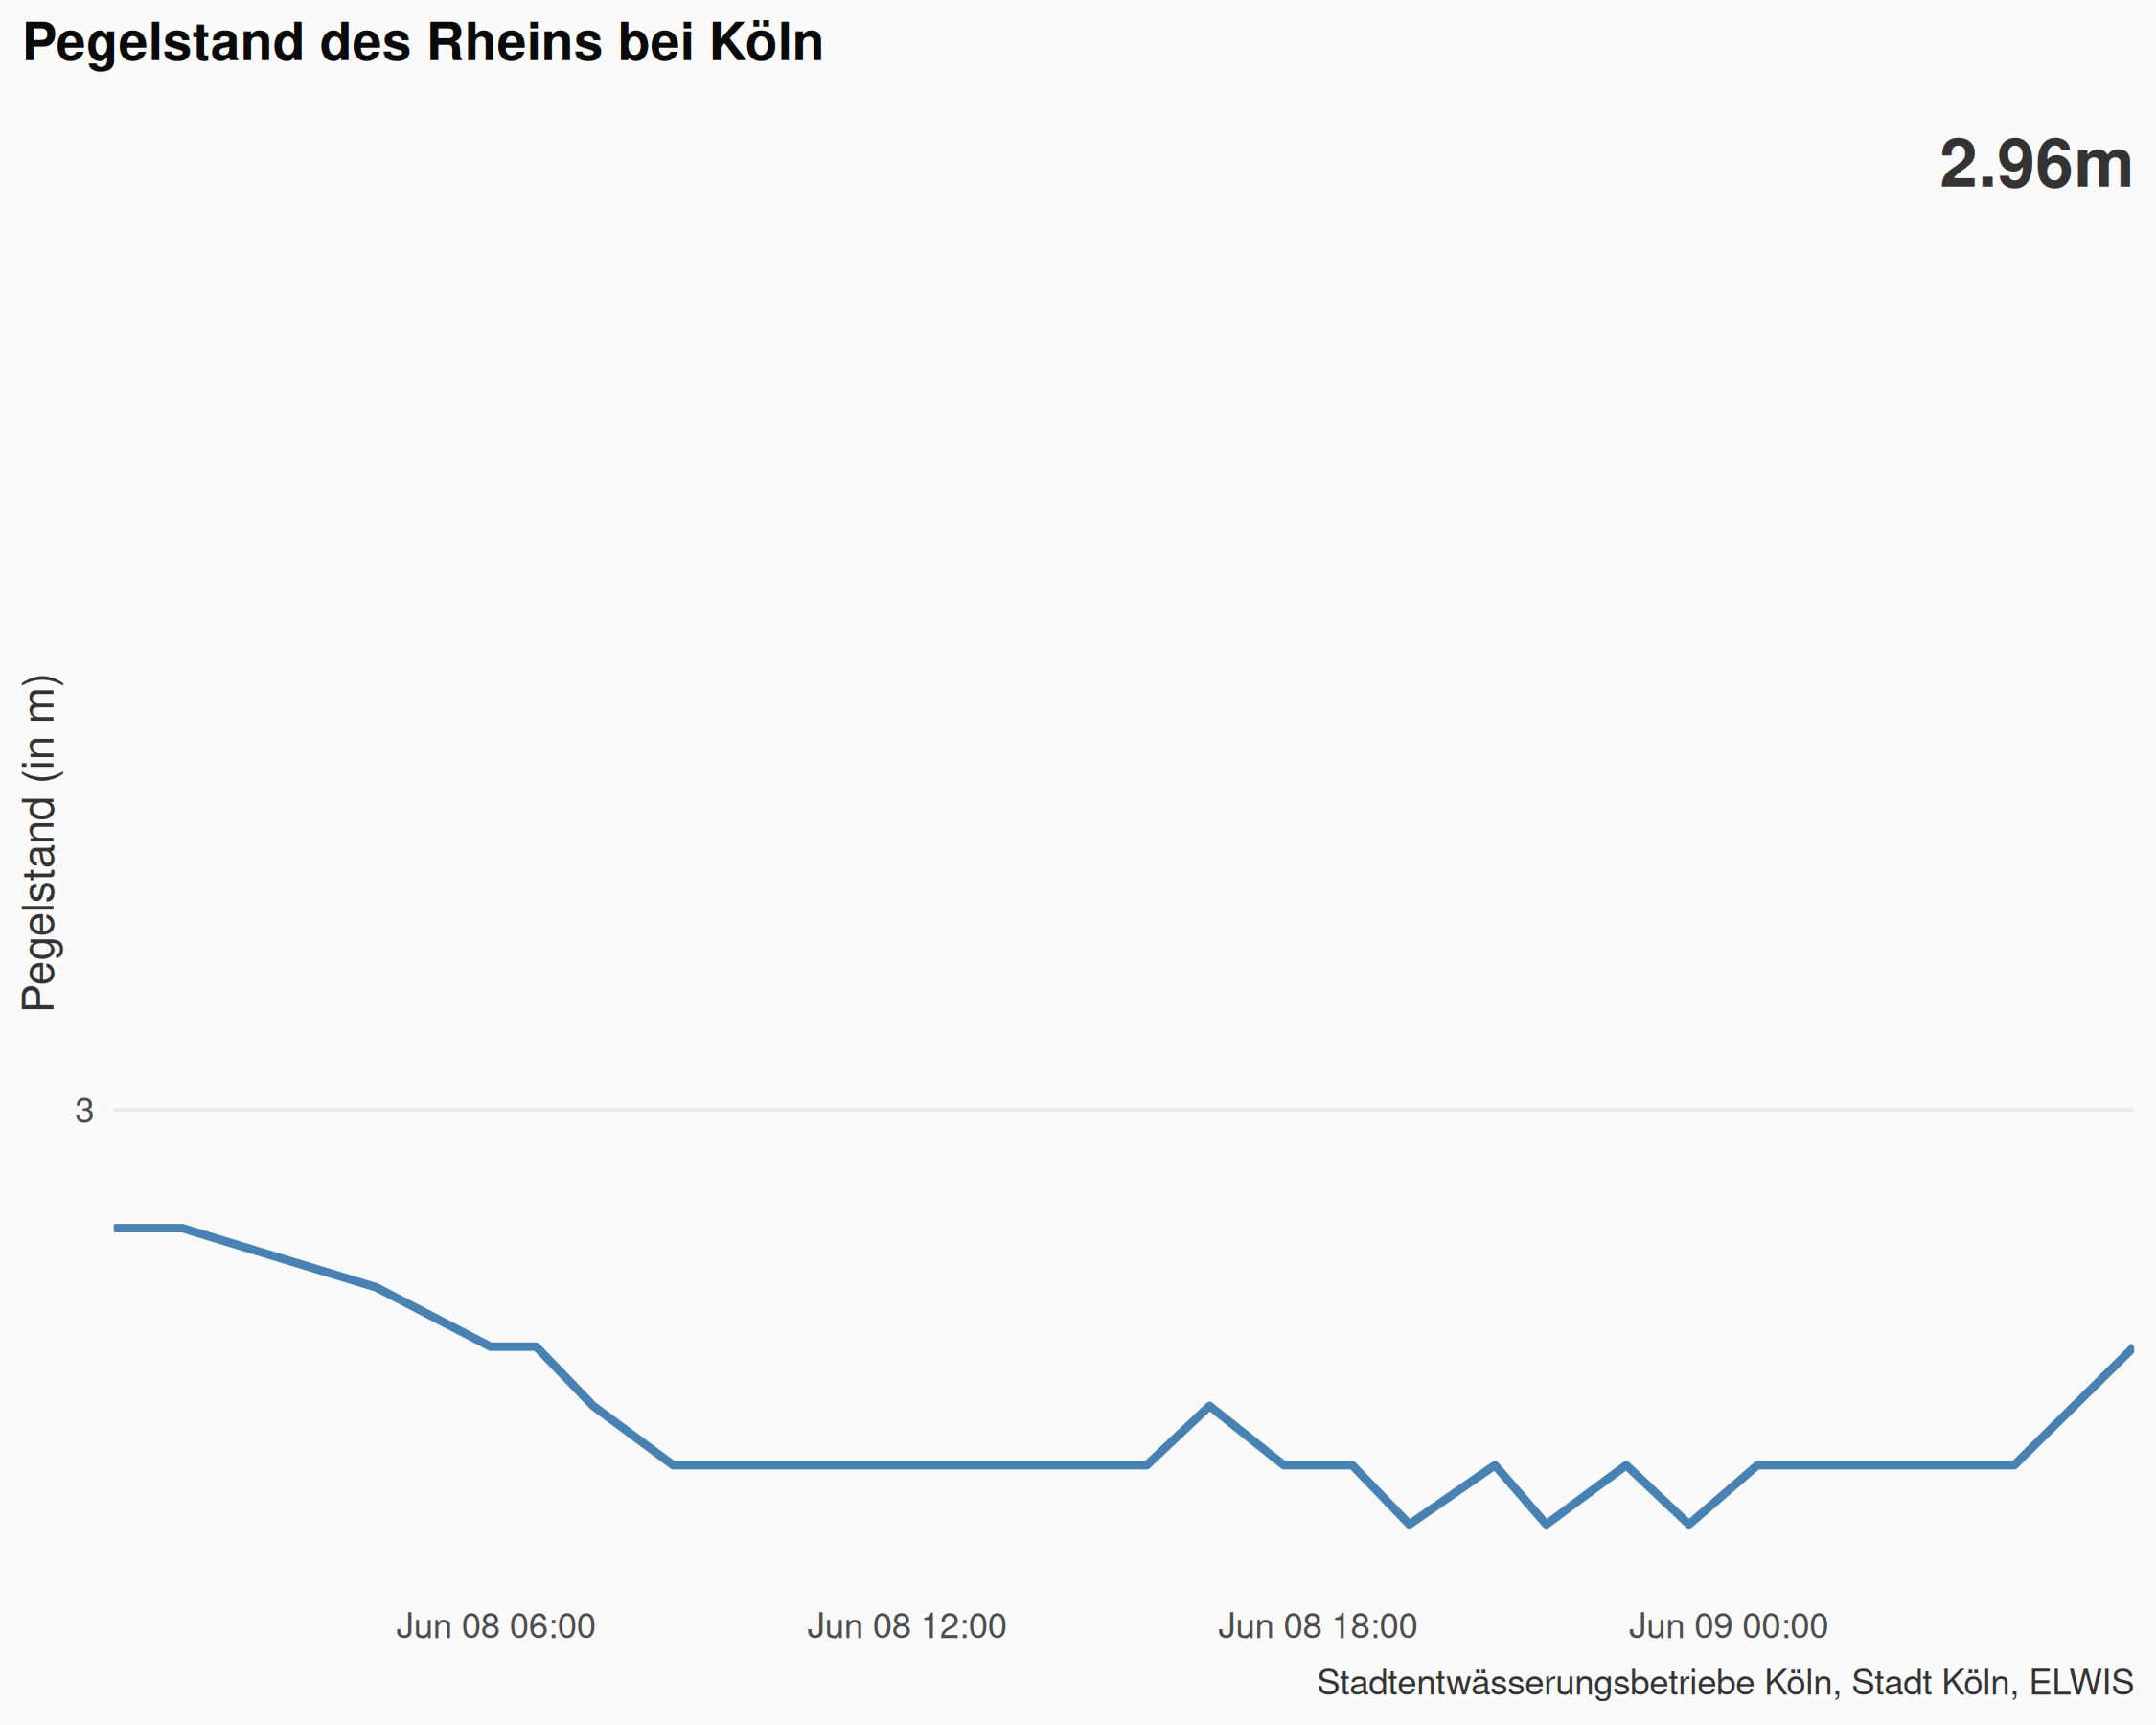 Pegelstand des Rheins bei Köln
2.96m
Pegelstand (in m)
3
Jun 08 06:00
Jun 08 12:00
Jun 08 18:00
Jun 09 00:00
Stadtentwässerungsbetriebe Köln, Stadt Köln, ELWIS